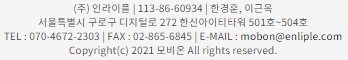 (주) 인라이플 | 113-86-60934 | 한경훈, 이근옥
서울특별시 구로구 디지털로 272 한신아이티타워 501호~504호
TEL : 070-4672-2303 | FAX : 02-865-6845 | E-MAIL : mobon@enliple.com
Copyright(c) 2021 모비온 All rights reserved.